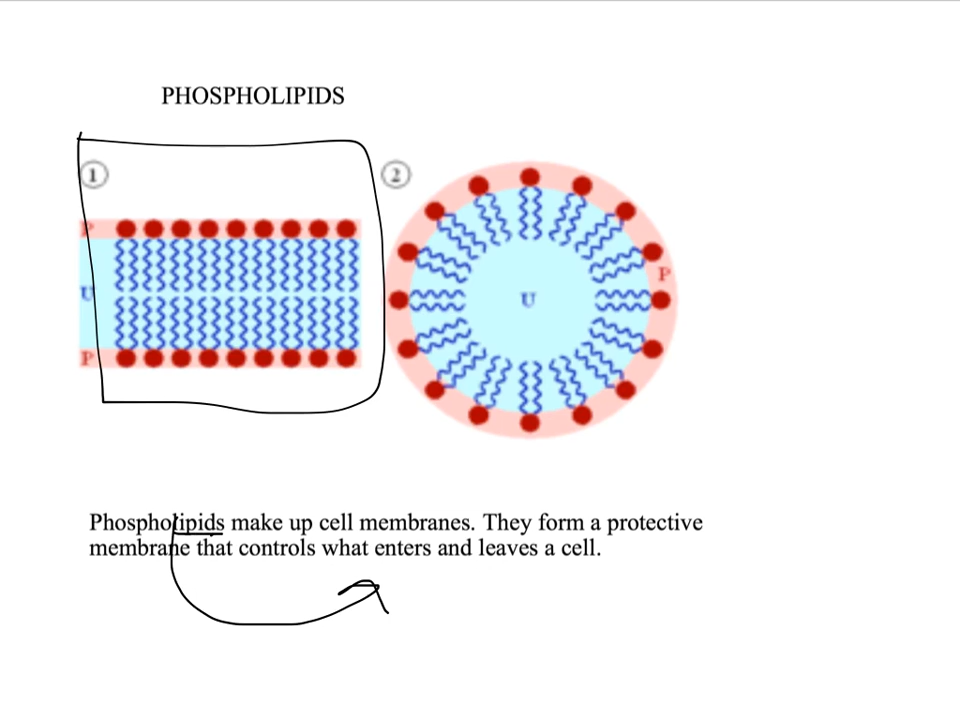 PHOSPHOLIPIDS
1
2
P
U
P
P
U
Phospholipids make up cell membranes. They form a protective
membrane that controls what enters and leaves a cell.